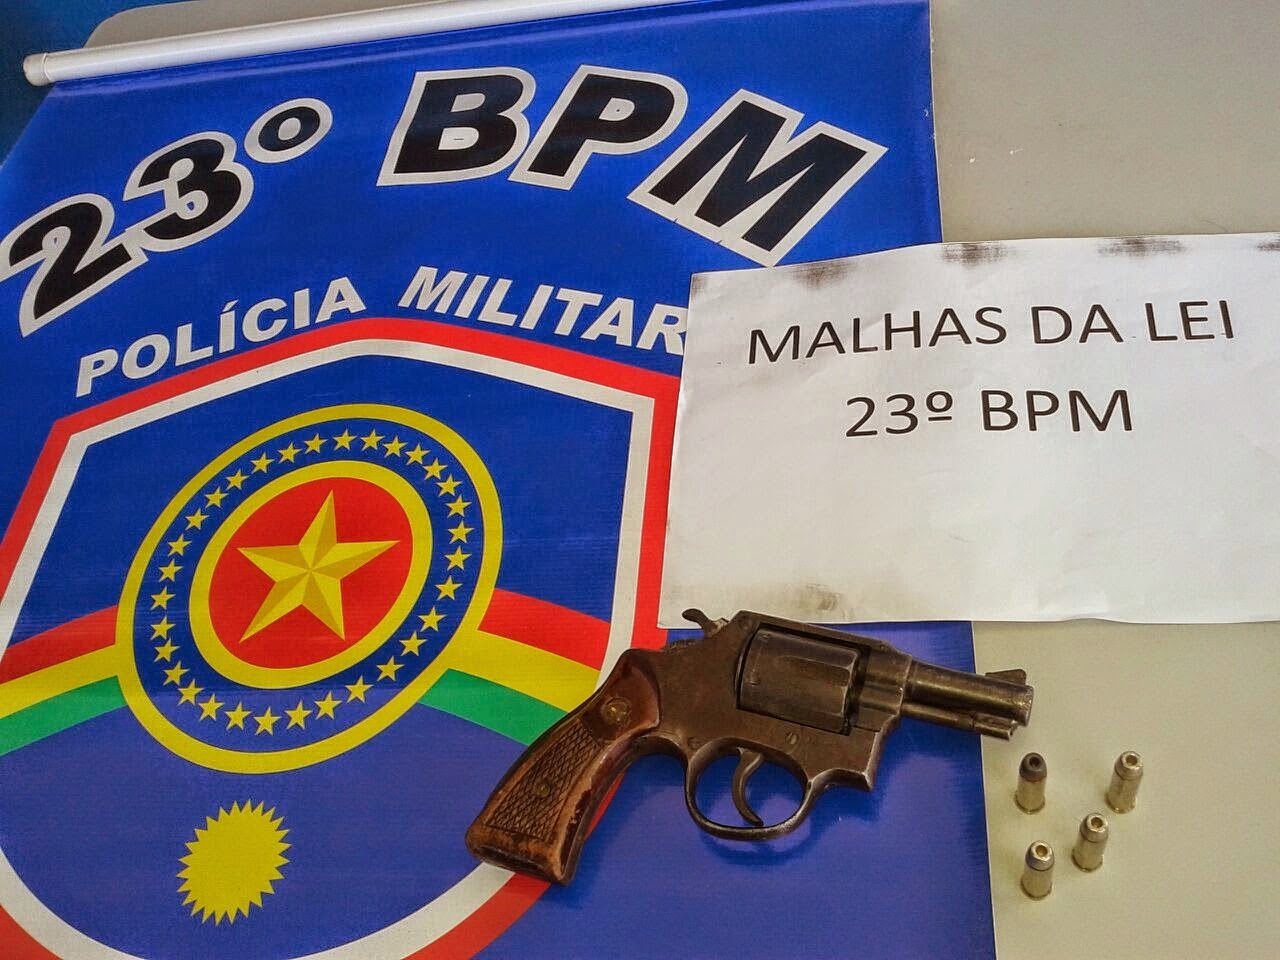 23º BPM
POLÍCIA MILITAR
MALHAS DA LEI
23º BPM